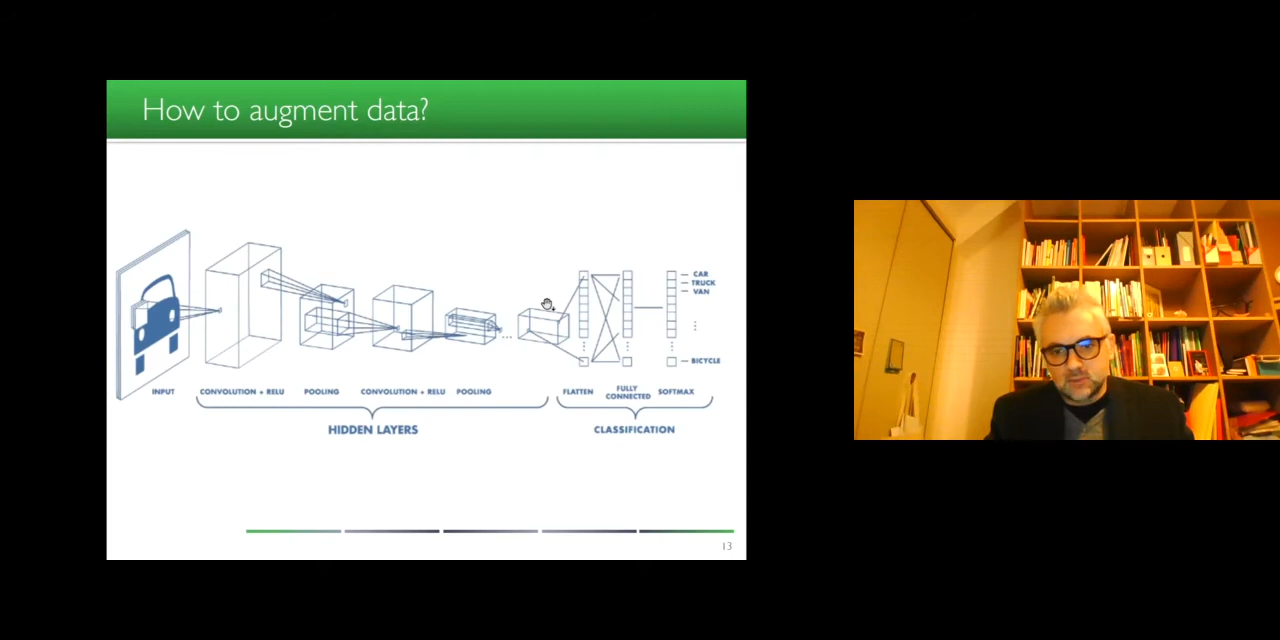 How to augment data?
CAR
TRUCK
VAN
BICYCLE
INPUT
CONVOLUTION + RELU
POOLING
CONVOLUTION + RELU
POOLING
FLATTEN
FULLY
CONNECTED
SOFTMAX
HIDDEN LAYERS
CLASSIFICATION
13